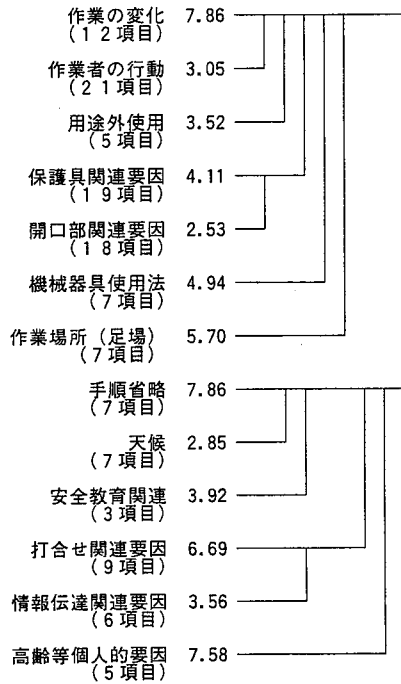 作業の変化 7.86
(12項目)
作業者の行動 3.05
(21項目)
用途外使用 3.52
(5項目)
保護具関連要因 4.11
(19項目)
開口部関連要因 2.53
(18項目)
機械器具使用法 4.94
(7項目)
作業場所(足場) 5.70
(7項目)
手順省略 7.86
(7項目)
天候 2.85
(7項目)
安全教育関連 3.92
(3項目)
打合せ関連要因 6.69
(9項目)
情報伝達関連要因 3.56
(6項目)
高齢等個人的要因 7.58
(5項目)